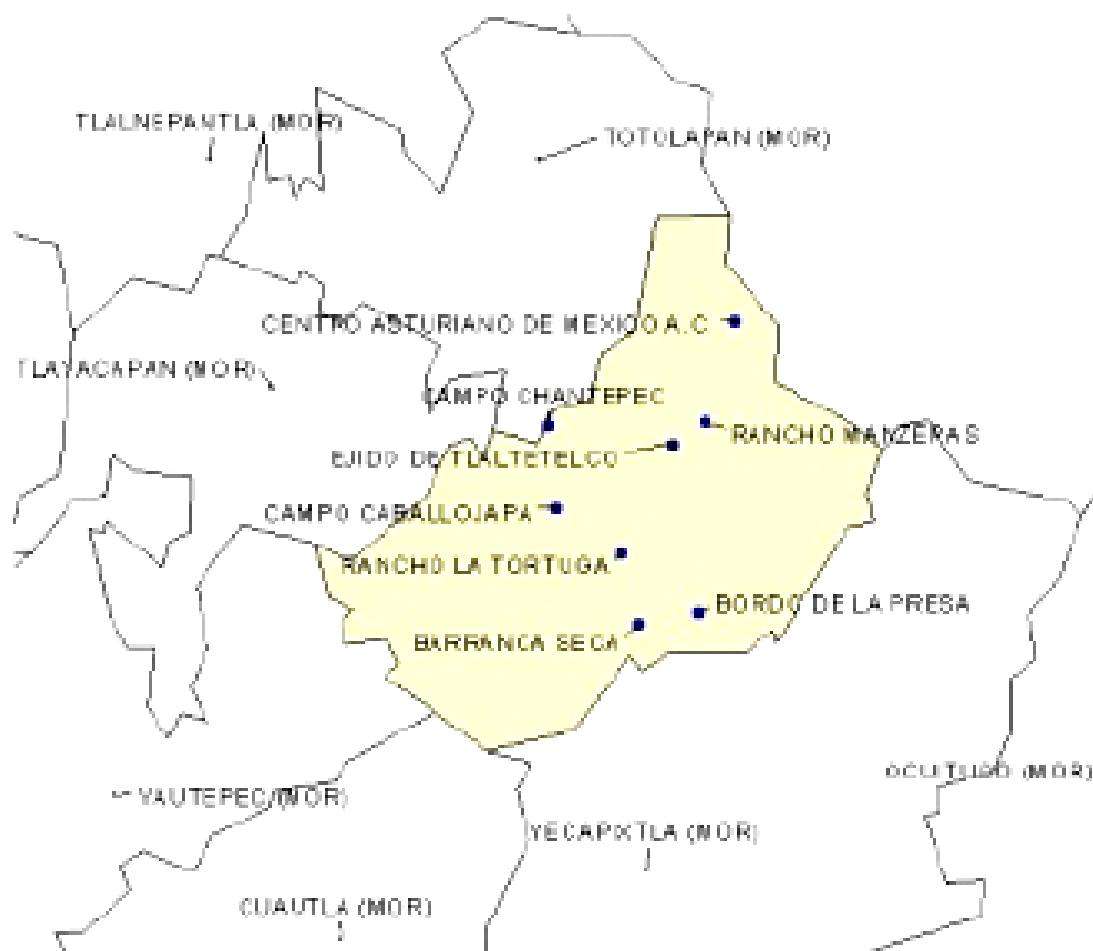 TLALNEPANTLA (MOR)
TOTOLAPAN (MOR)
CENTRO ASTURIANO DE MEXICO A.C
TLAYACAPAN (MOR)
CAMPO CHANTEPEC
RANCHO MANZERAS
EJIDO DE TLALTETELCO
CAMPO CABALLOJAPA
RANCHO LA TORTUGA
BORDO DE LA PRESA
BARRANCA SECA
OCUITUCO (MOR)
YAUTEPEC (MOR)
YECAPIXTLA (MOR)
CUAUTLA (MOR)